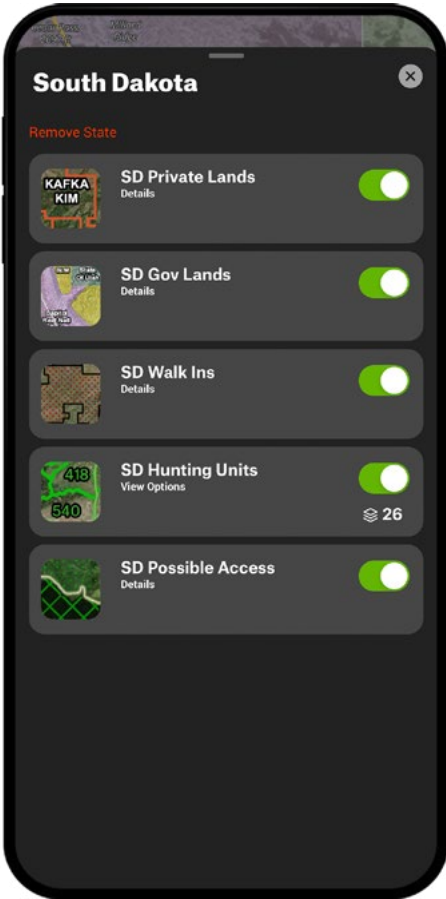 South Dakota
Remove State
KAFKA
KIM
SD Private Lands
Details
SD Gov Lands
Details
SD Walk Ins
Details
418
540
SD Hunting Units
View Options
26
SD Possible Access
Details